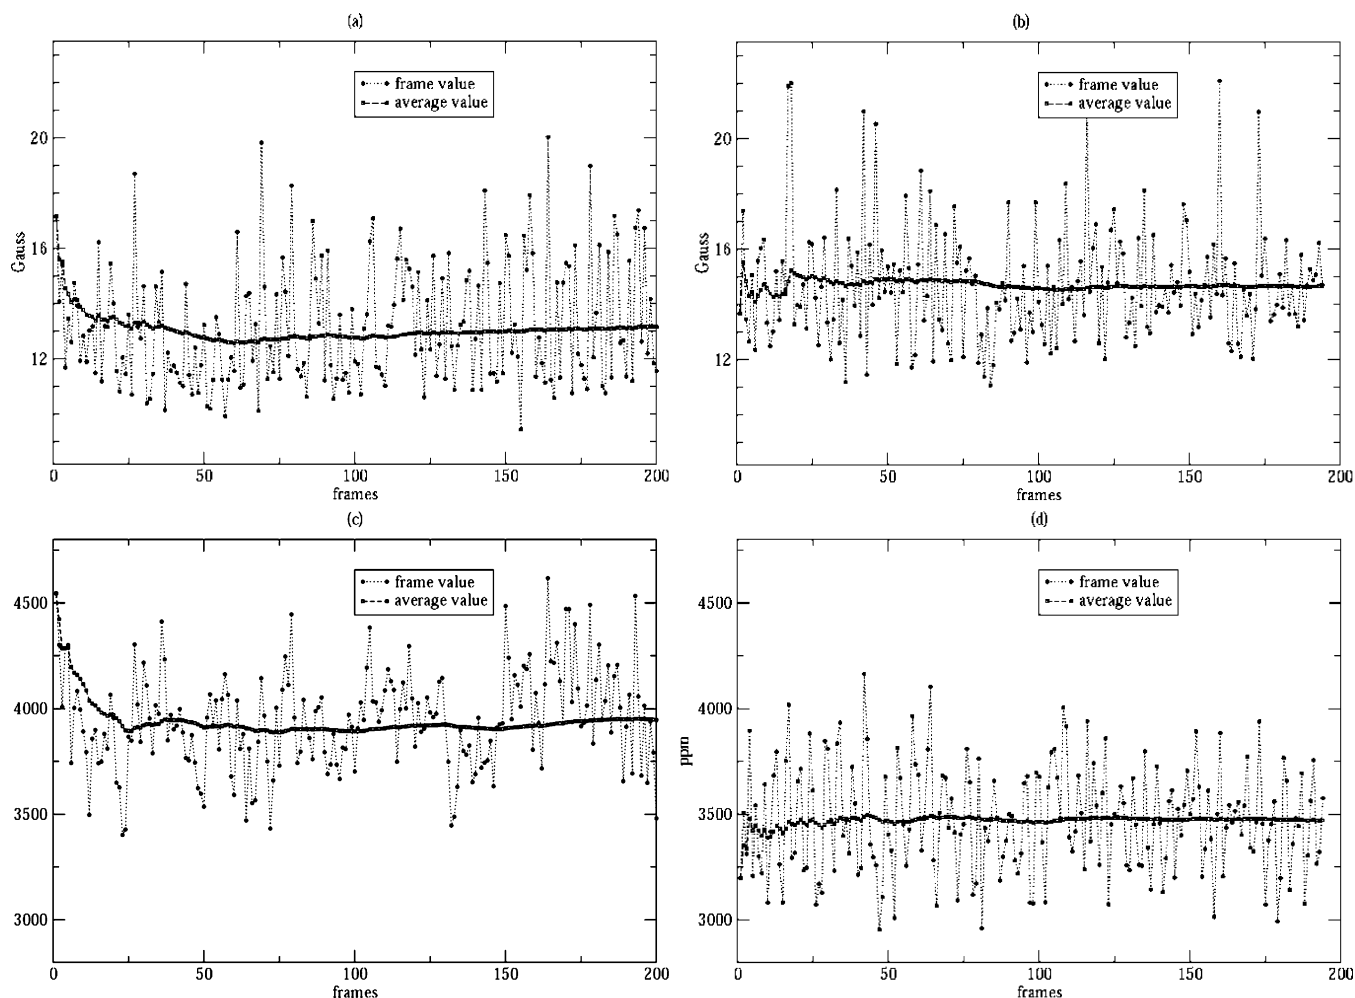 (a)
(b)
frame value
average value
frame value
average value
20
16
12
Gauss
20
16
12
Gauss
0 50 100 150 200
frames
0 50 100 150 200
frames
(c)
(d)
frame value
average value
frame value
average value
4500
4000
3500
3000
4500
4000
3500
3000
ppm
0 50 100 150 200
frames
0 50 100 150 200
frames